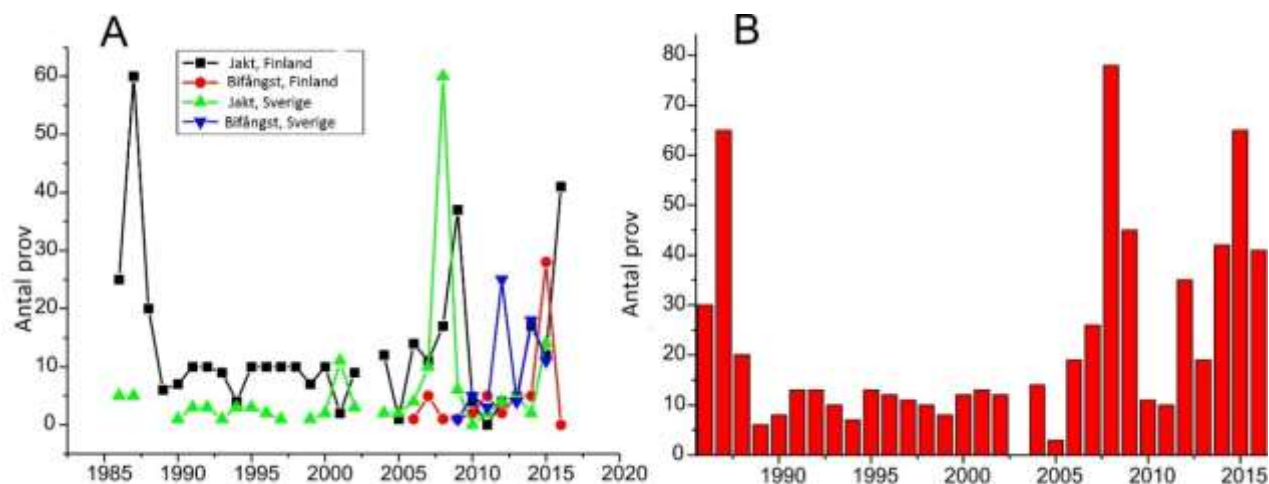 A
Jakt, Finland
Bifångst, Finland
Jakt, Sverige
Bifångst, Sverige
Antal prov
60
50
40
30
20
10
0
1985 1990 1995 2000 2005 2010 2015 2020
B
Antal prov
80
70
60
50
40
30
20
10
0
1990 1995 2000 2005 2010 2015